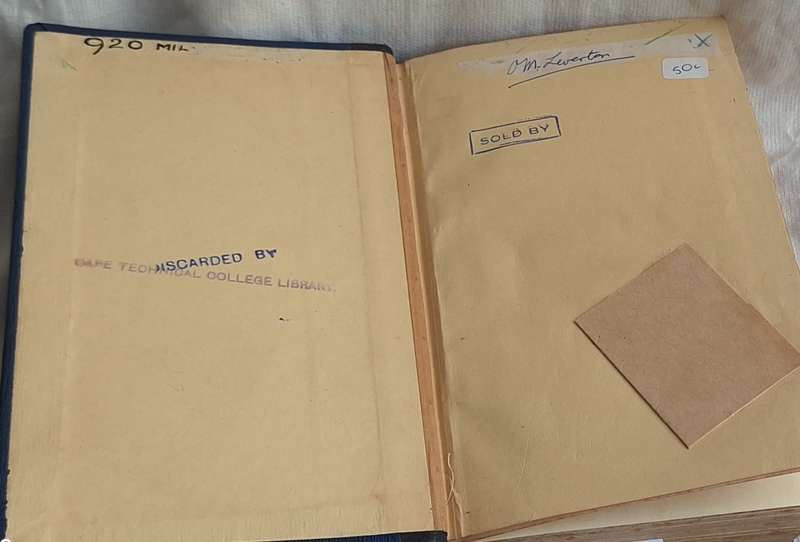 920 MIL.
DISCARDED BY
CAPE TECHNICAL COLLEGE LIBRARY.
O M. Leverton
X
50c
SOLD BY